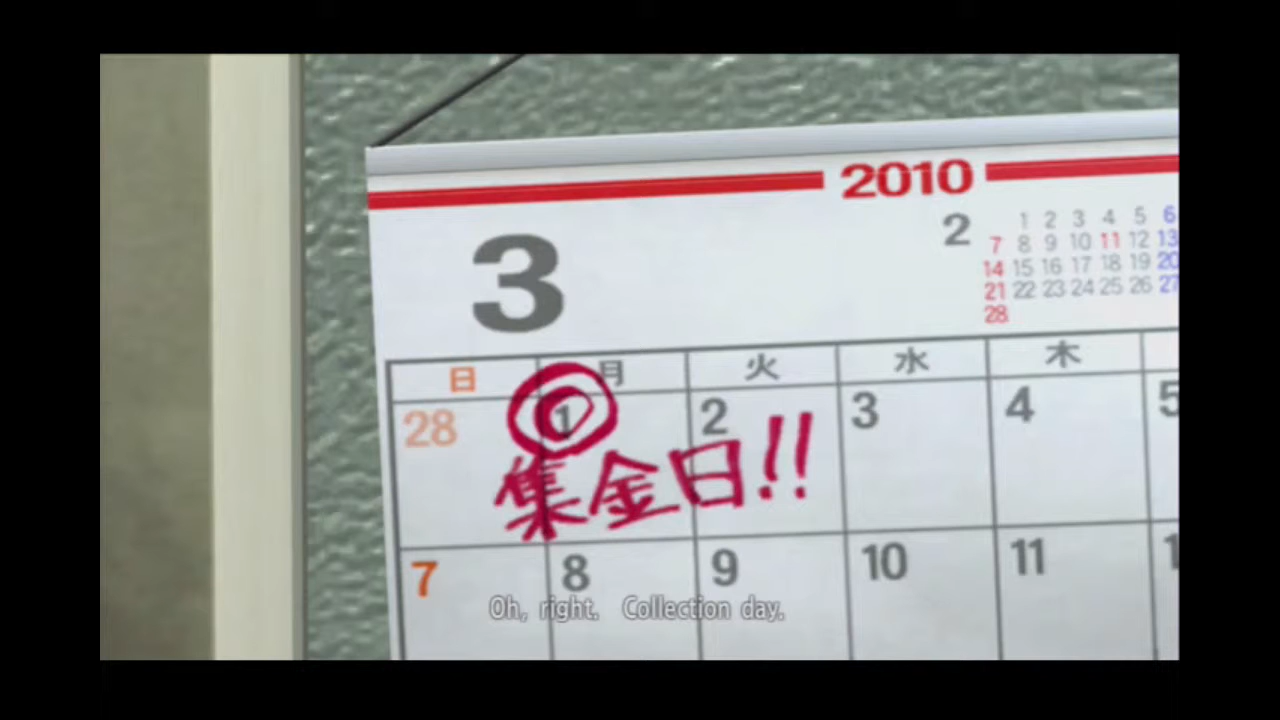 2010
3
2
1 2 3 4 5 6
7 8 9 10 11 12 13
14 15 16 17 18 19 20
21 22 23 24 25 26 27
28
日 月 火 水 木
28 1 2 3 4 5
集金日!!
7 8 9 10 11
Oh, right. Collection day.